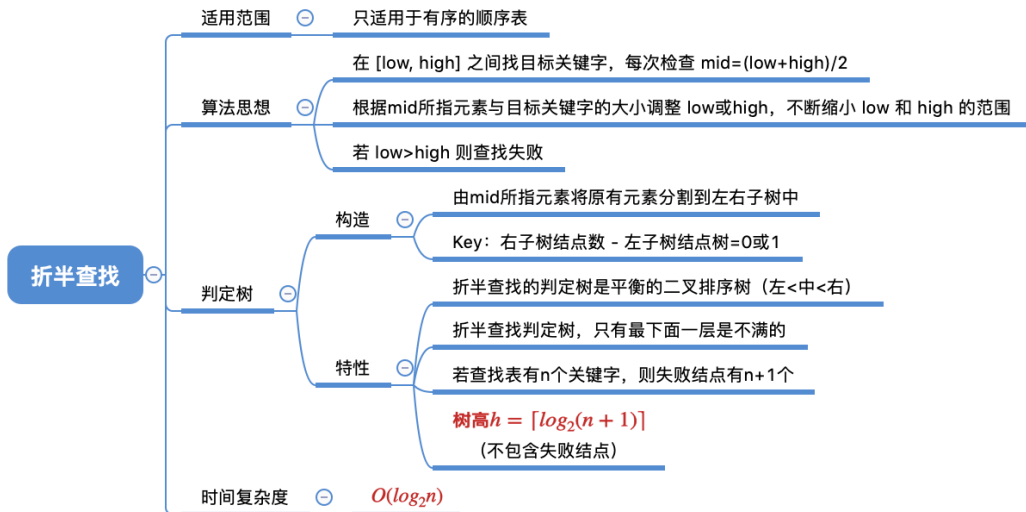 折半查找
适用范围
只适用于有序的顺序表
算法思想
在 [low, high] 之间找目标关键字，每次检查 mid=(low+high)/2
根据mid所指元素与目标关键字的大小调整 low或high，不断缩小 low 和 high 的范围
若 low>high 则查找失败
判定树
构造
由mid所指元素将原有元素分割到左右子树中
Key：右子树结点数 - 左子树结点树=0或1
特性
折半查找的判定树是平衡的二叉排序树（左<中<右）
折半查找判定树，只有最下面一层是不满的
若查找表有n个关键字，则失败结点有n+1个
树高h = ⌈log₂(n + 1)⌉
（不包含失败结点）
时间复杂度
O(log₂n)